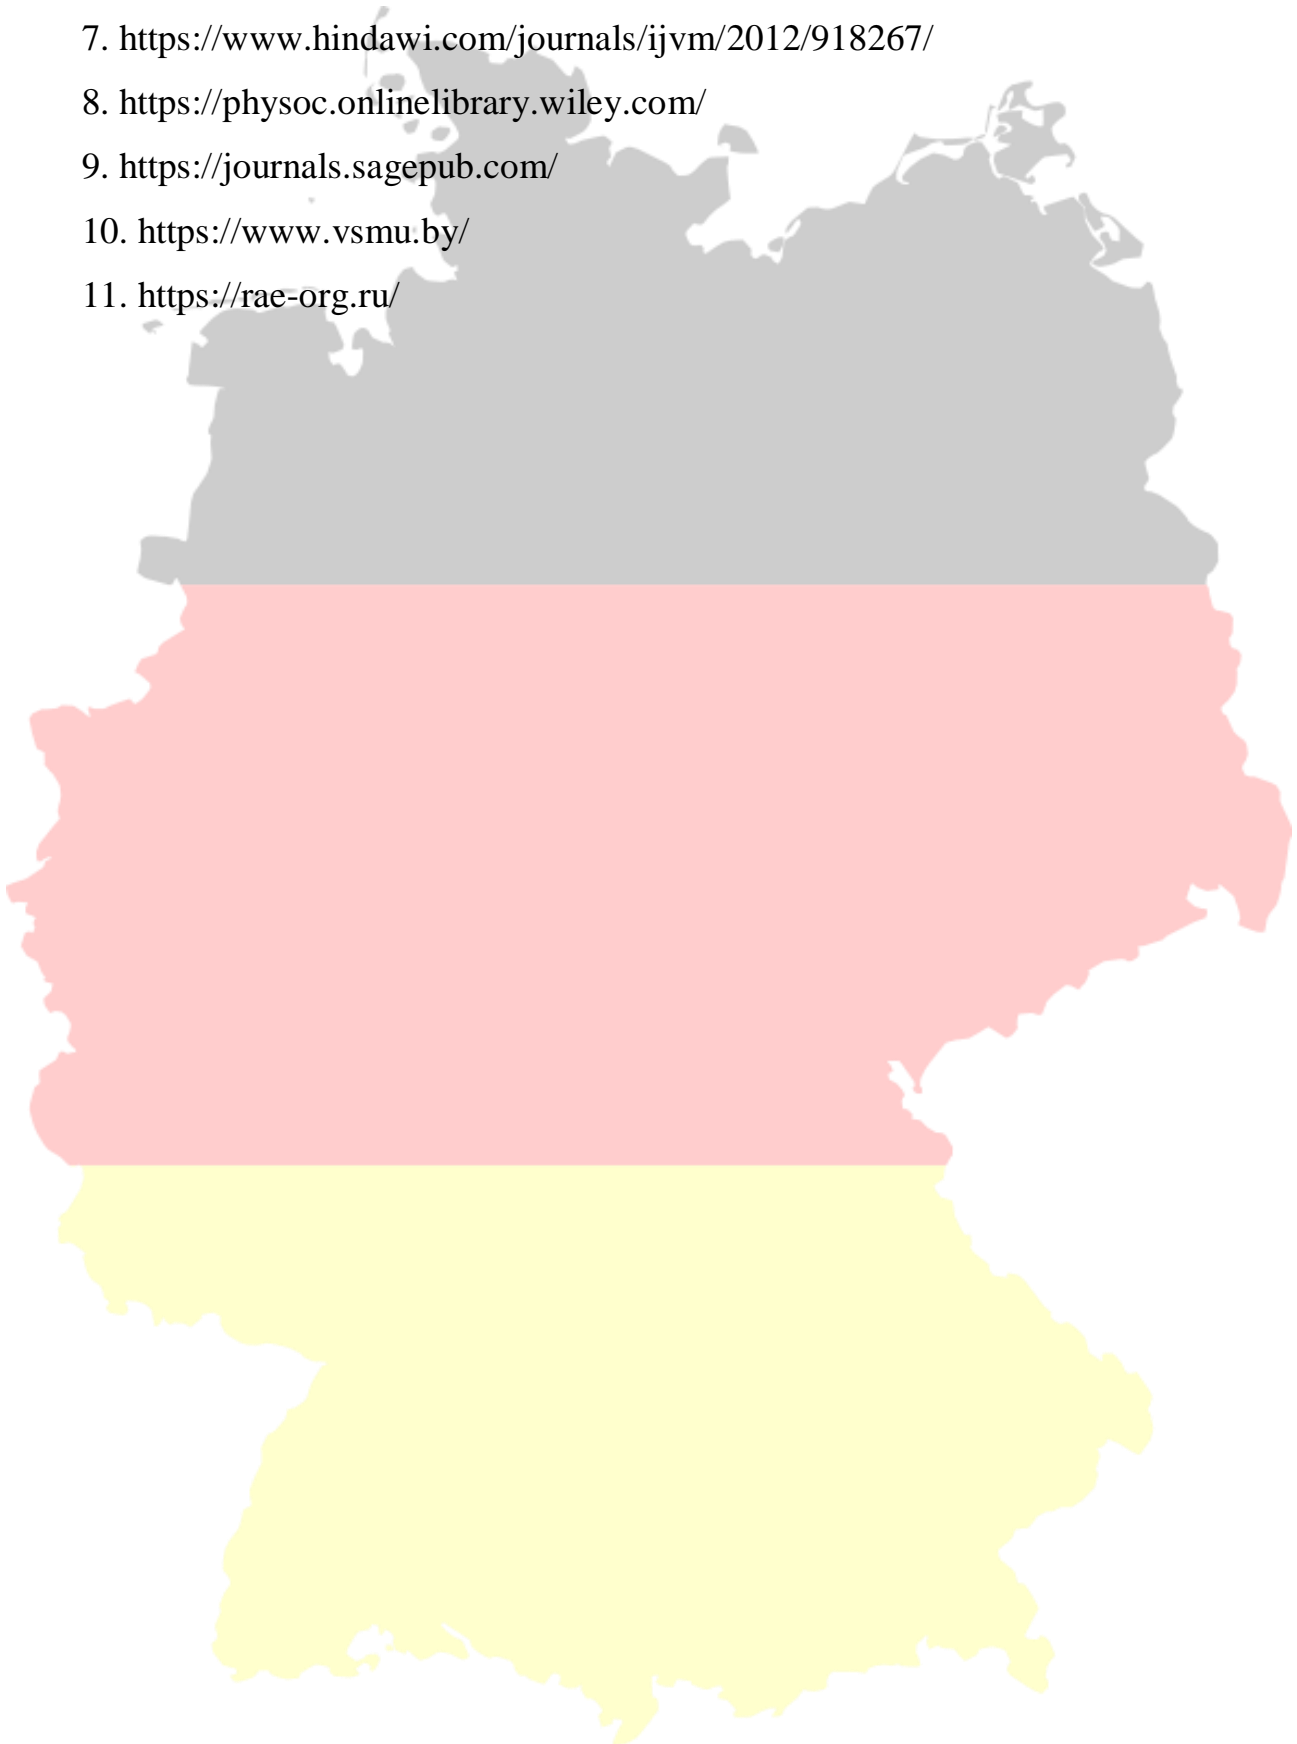 7. https://www.hindawi.com/journals/ijvm/2012/918267/
8. https://physoc.onlinelibrary.wiley.com/
9. https://journals.sagepub.com/
10. https://www.vsmu.by/
11. https://rae-org.ru/